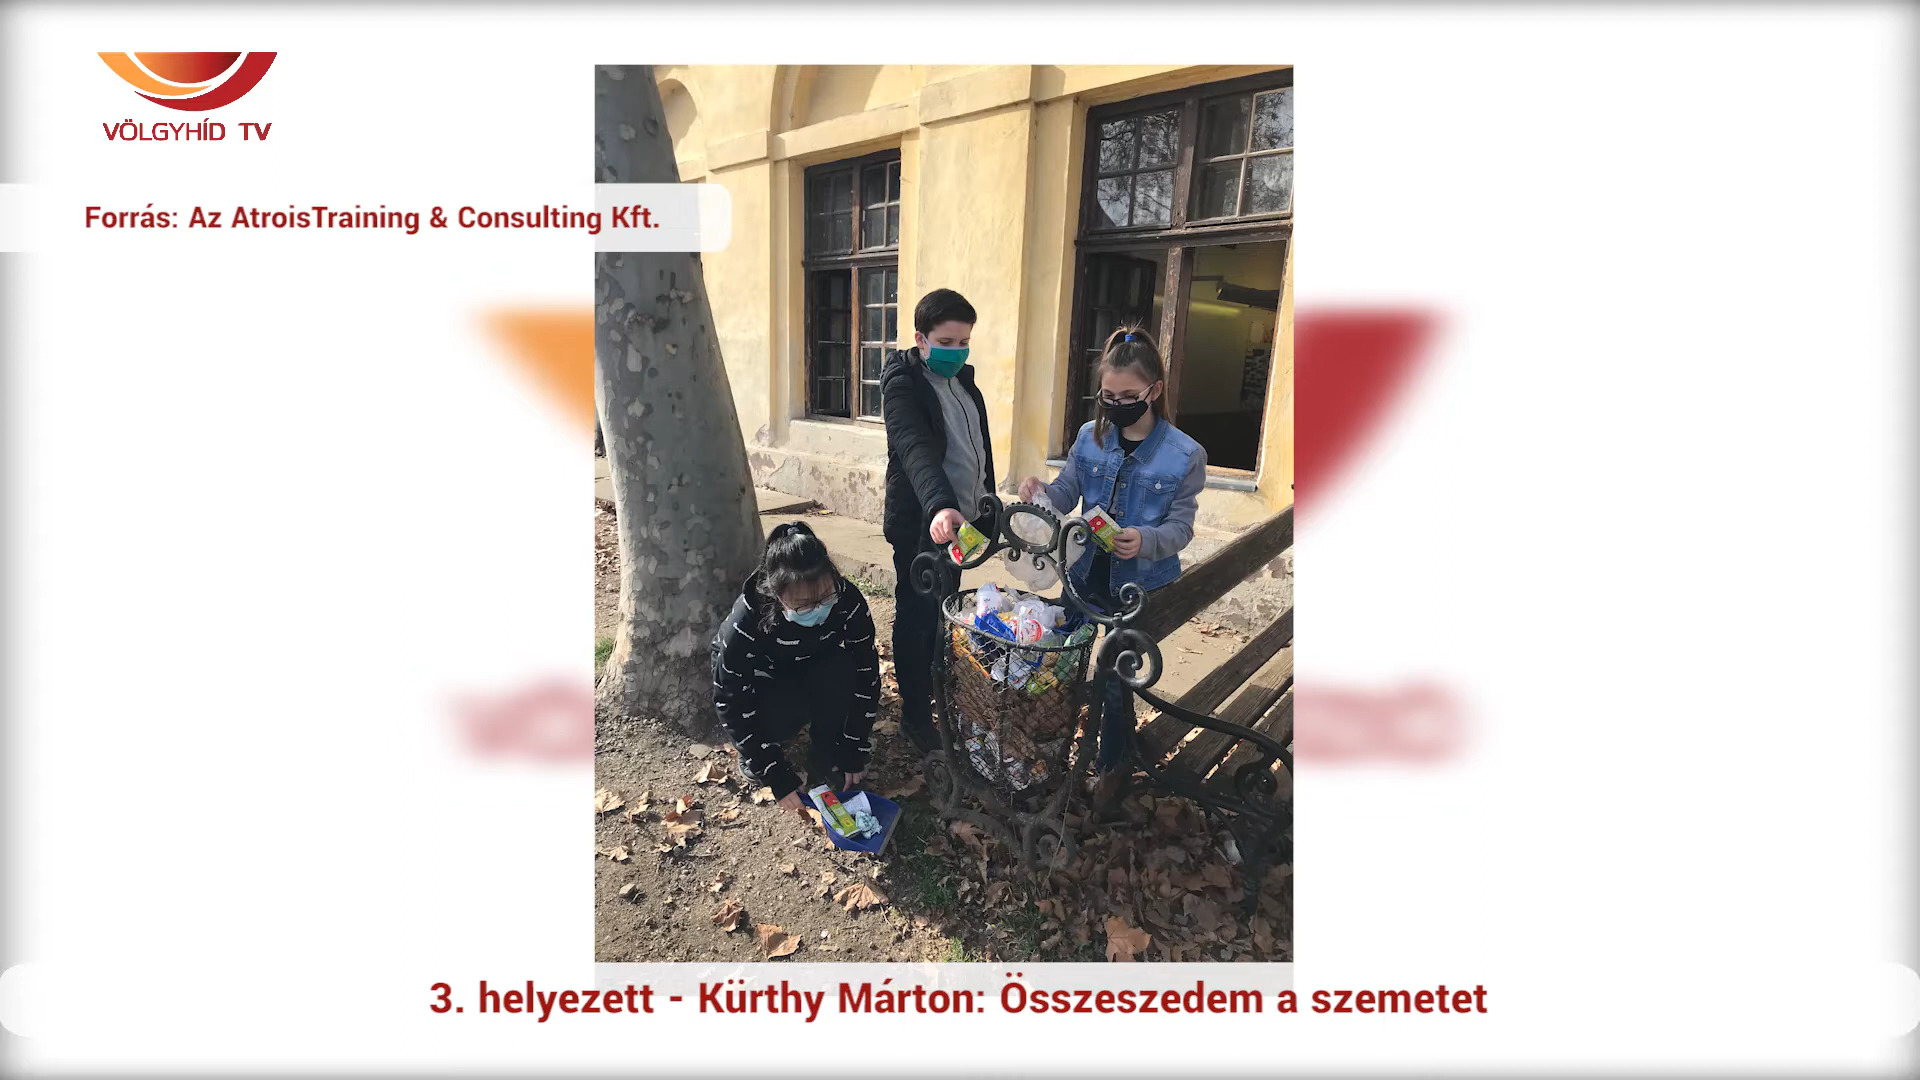 VÖLGYHÍD TV
Forrás: Az AtroisTraining & Consulting Kft.
3. helyezett - Kürthy Márton: Összeszedem a szemetet